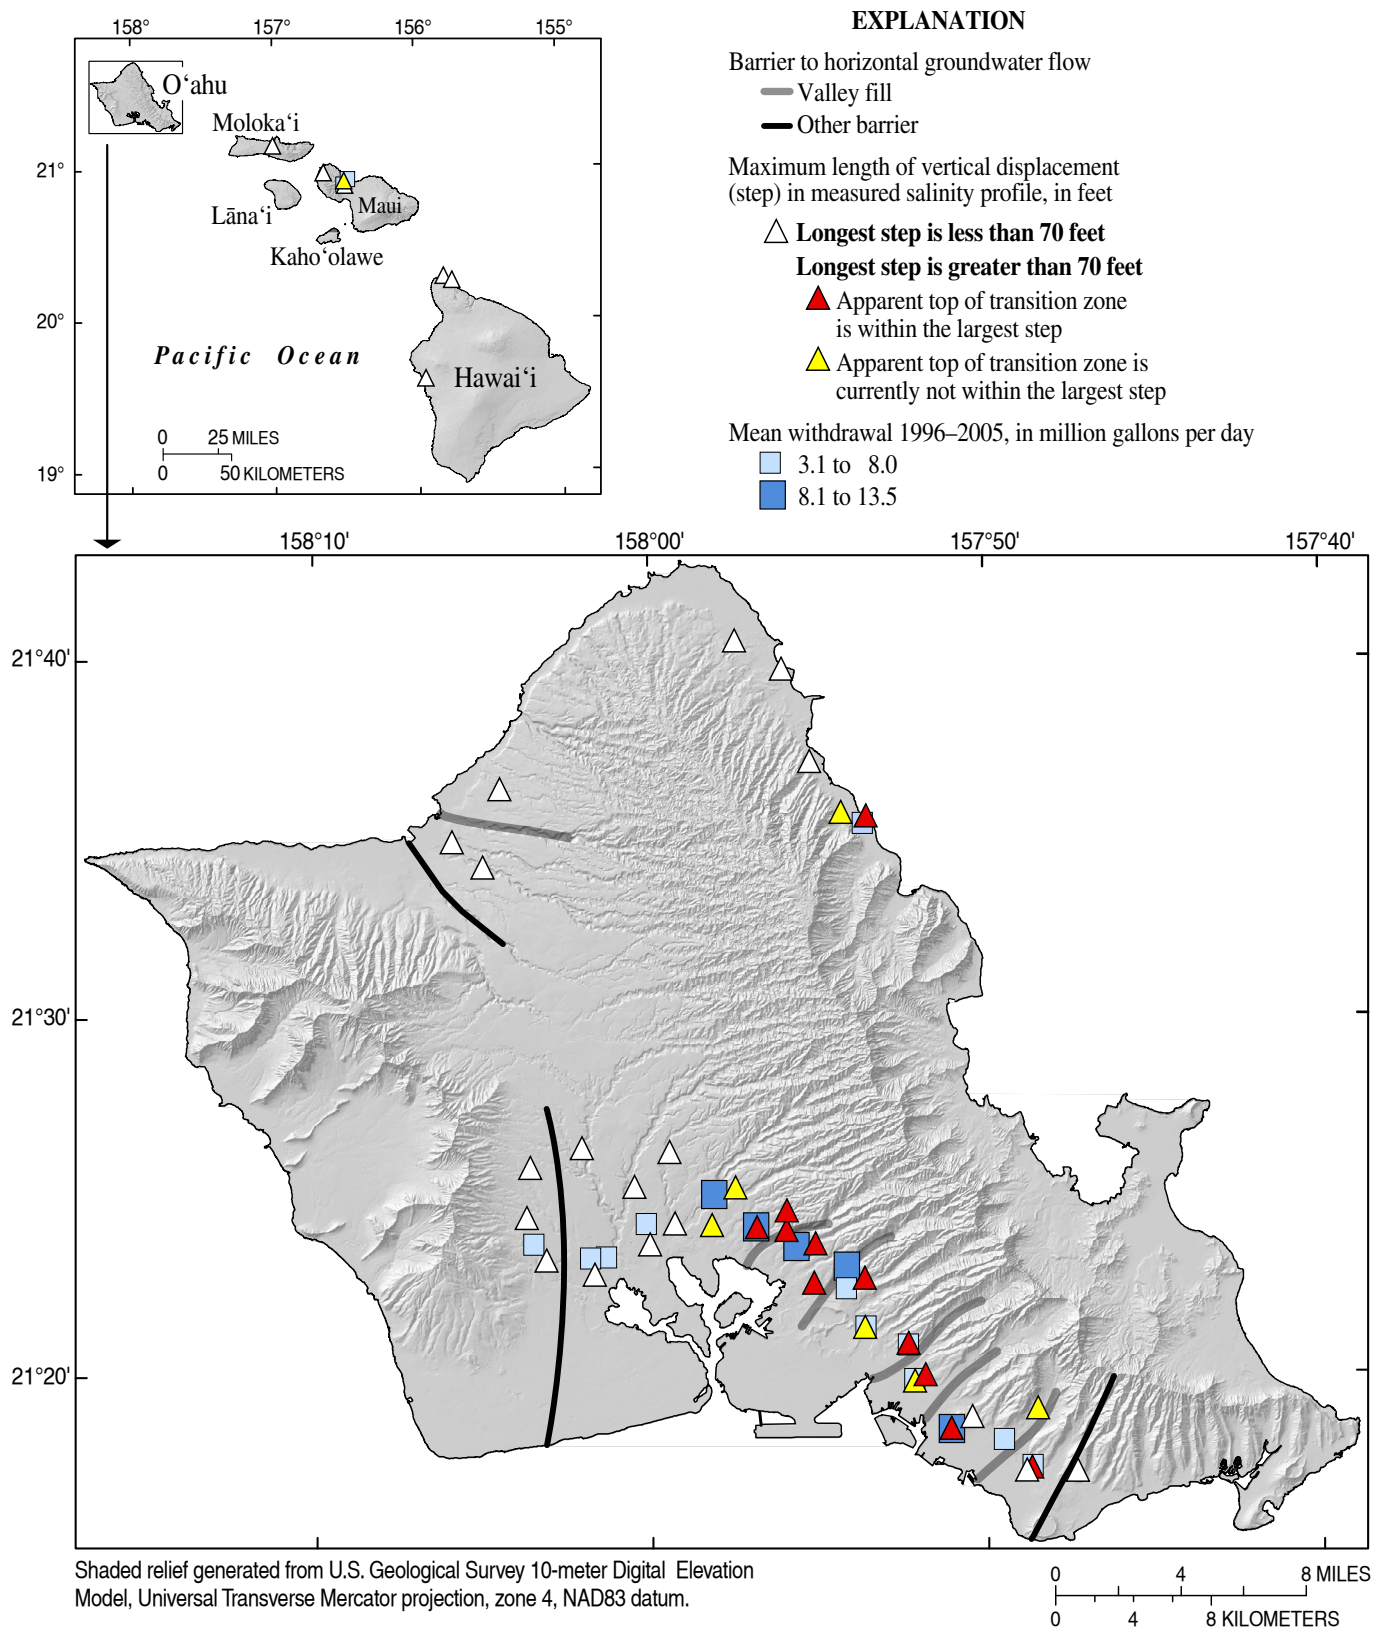 EXPLANATION
Barrier to horizontal groundwater flow
Valley fill
Other barrier
Maximum length of vertical displacement
(step) in measured salinity profile, in feet
Longest step is less than 70 feet
Longest step is greater than 70 feet
Apparent top of transition zone
is within the largest step
Apparent top of transition zone is
currently not within the largest step
Mean withdrawal 1996–2005, in million gallons per day
3.1 to 8.0
8.1 to 13.5
158° 157° 156° 155°
21°
20°
19°
Oʻahu
Molokaʻi
Lānaʻi
Maui
Kahoʻolawe
Pacific Ocean
Hawaiʻi
0 25 MILES
0 50 KILOMETERS
158°10' 158°00' 157°50' 157°40'
21°40'
21°30'
21°20'
Shaded relief generated from U.S. Geological Survey 10-meter Digital Elevation
Model, Universal Transverse Mercator projection, zone 4, NAD83 datum.
0 4 8 MILES
0 4 8 KILOMETERS